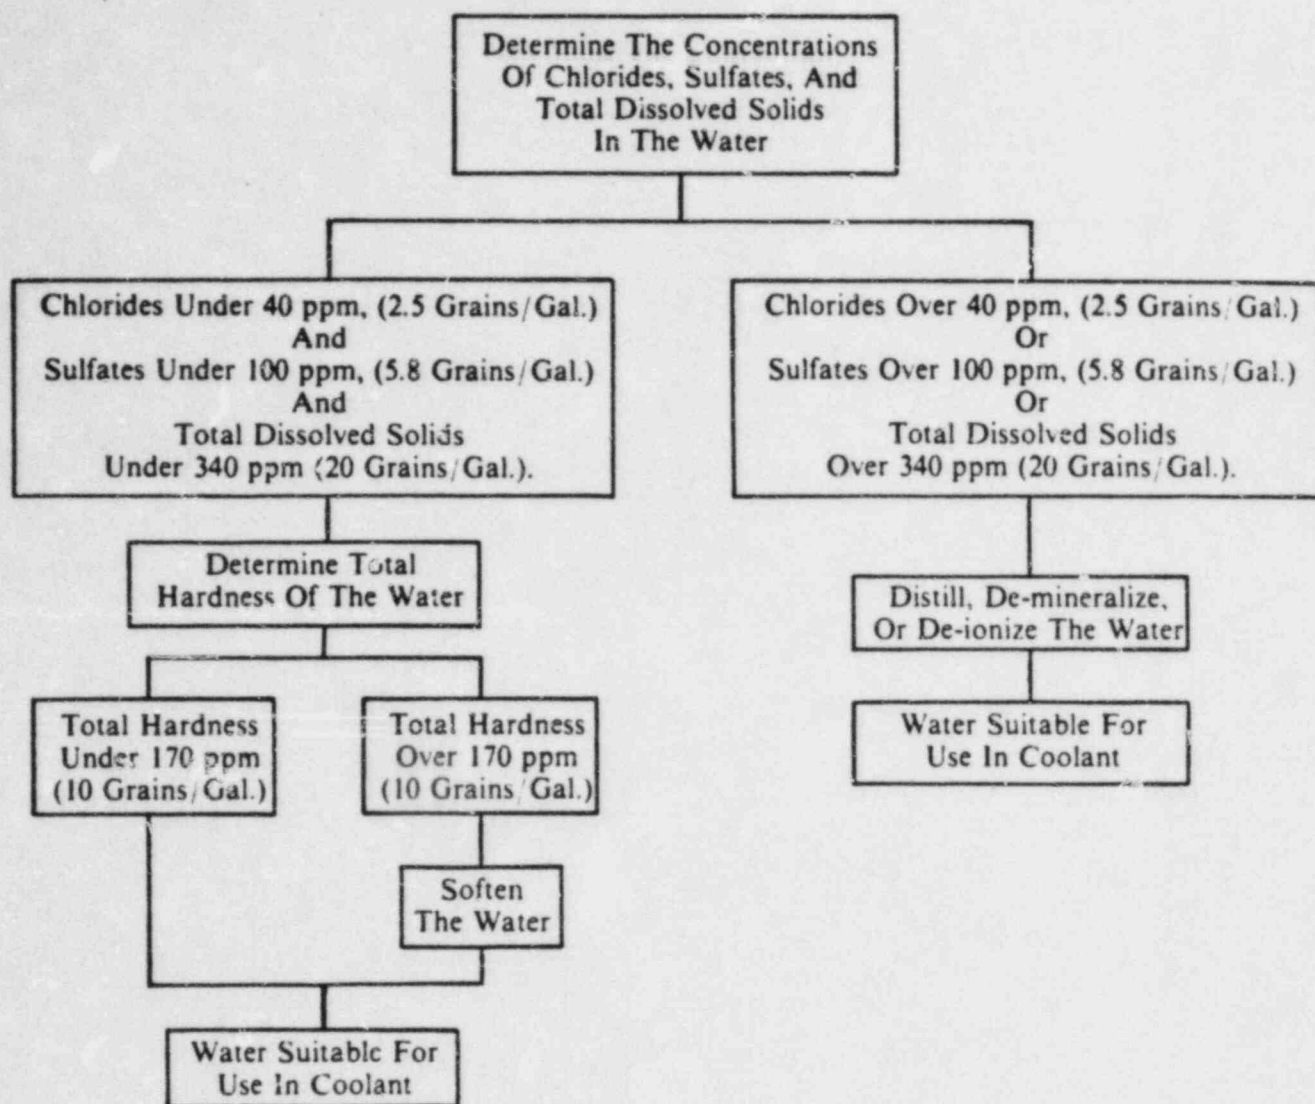 Determine The Concentrations
Of Chlorides, Sulfates, And
Total Dissolved Solids
In The Water
Chlorides Under 40 ppm, (2.5 Grains/Gal.)
And
Sulfates Under 100 ppm, (5.8 Grains/Gal.)
And
Total Dissolved Solids
Under 340 ppm (20 Grains/Gal.).
Chlorides Over 40 ppm, (2.5 Grains/Gal.)
Or
Sulfates Over 100 ppm, (5.8 Grains/Gal.)
Or
Total Dissolved Solids
Over 340 ppm (20 Grains/Gal.).
Determine Total
Hardness Of The Water
Distill, De-mineralize,
Or De-ionize The Water
Total Hardness
Under 170 ppm
(10 Grains/Gal.)
Total Hardness
Over 170 ppm
(10 Grains/Gal.)
Water Suitable For
Use In Coolant
Soften
The Water
Water Suitable For
Use In Coolant